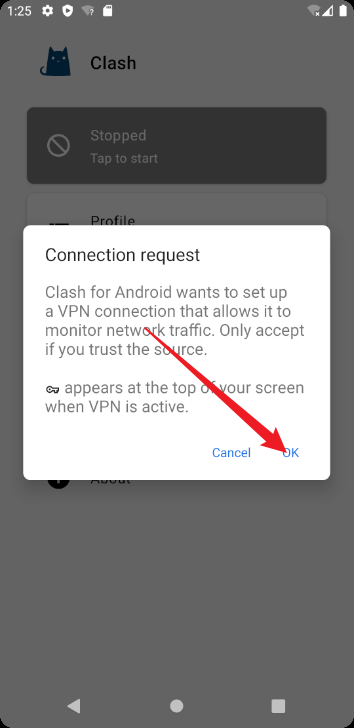 1:25
Clash
Stopped
Tap to start
Profile
Connection request
Clash for Android wants to set up
a VPN connection that allows it to
monitor network traffic. Only accept
if you trust the source.
appears at the top of your screen
when VPN is active.
Cancel OK
About